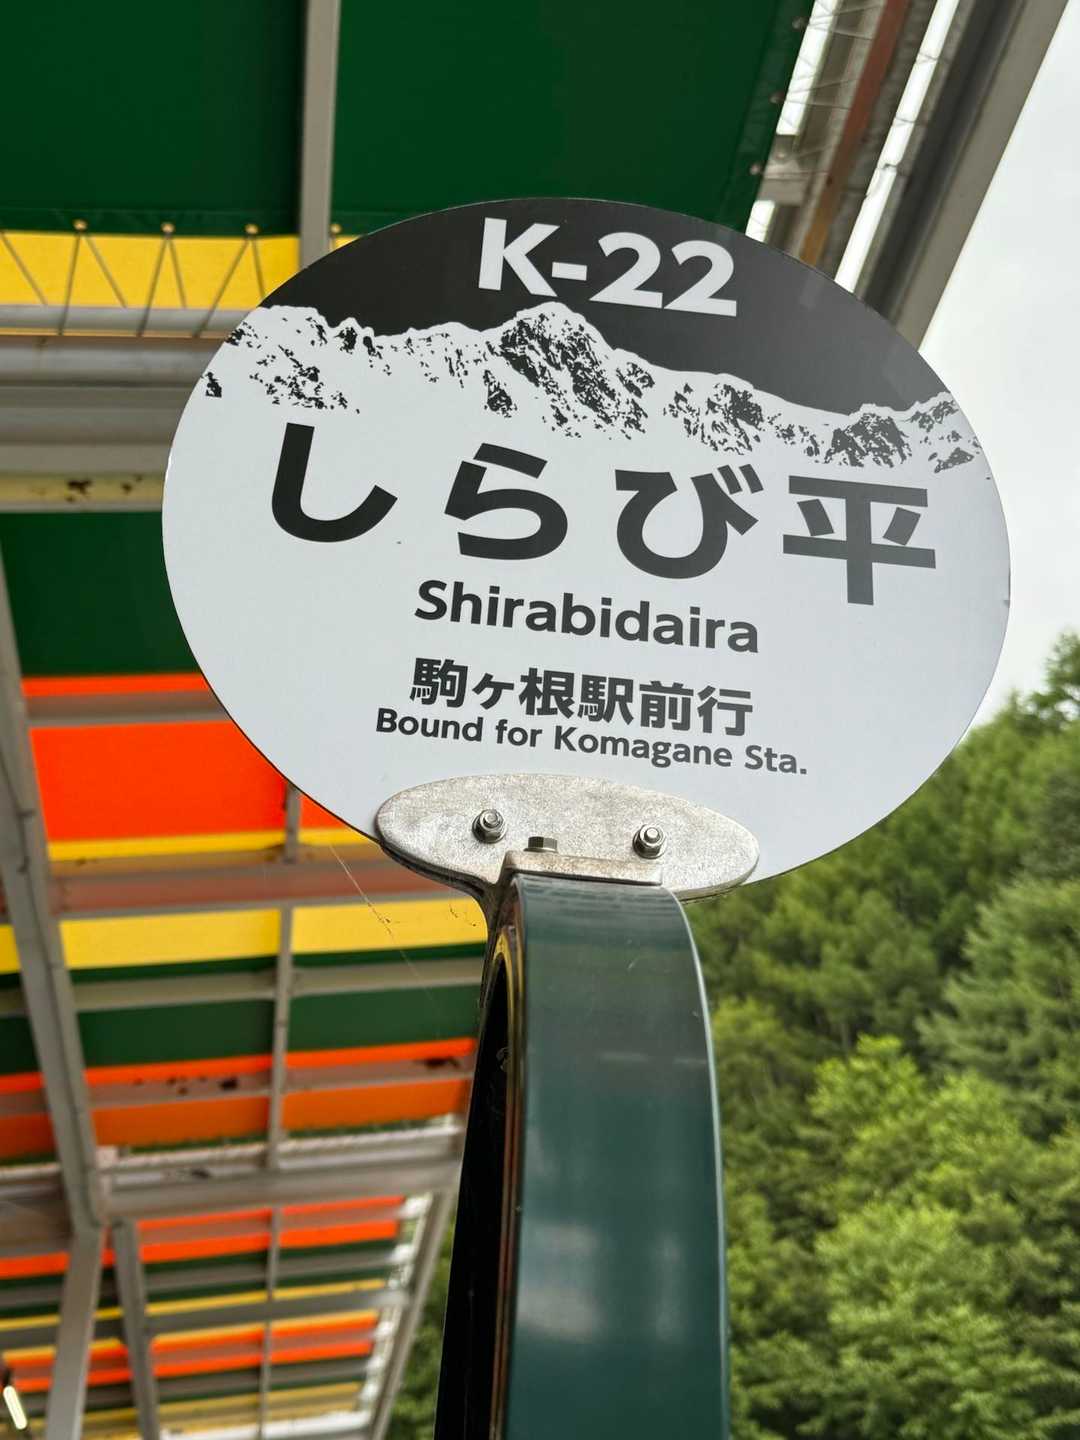 K-22
しらび平
Shirabidaira
駒ヶ根駅前行
Bound for Komagane Sta.